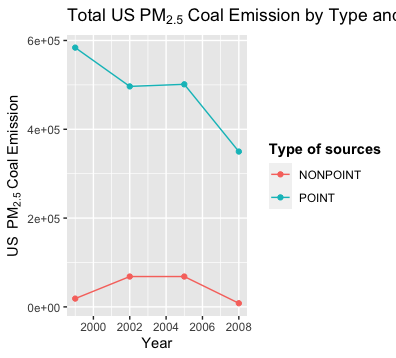 Total US PM2.5 Coal Emission by Type and
6e+05
4e+05
2e+05
0e+00
US PM2.5 Coal Emission
2000 2002 2004 2006 2008
Year
Type of sources
NONPOINT
POINT